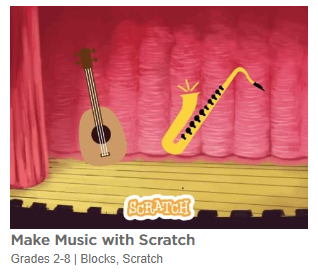 SCRATCH
Make Music with Scratch
Grades 2-8 | Blocks, Scratch